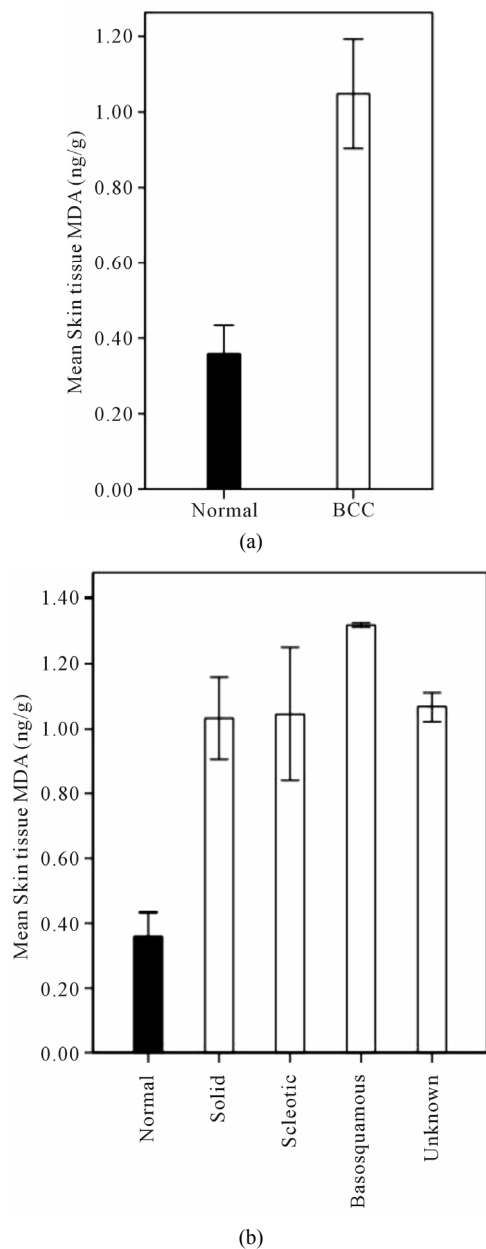 Mean Skin tissue MDA (ng/g)
1.20
1.00
0.80
0.60
0.40
0.20
0.00
Normal
BCC
(a)
Mean Skin tissue MDA (ng/g)
1.40
1.20
1.00
0.80
0.60
0.40
0.20
0.00
Normal
Solid
Scleotic
Basosquamous
Unknown
(b)